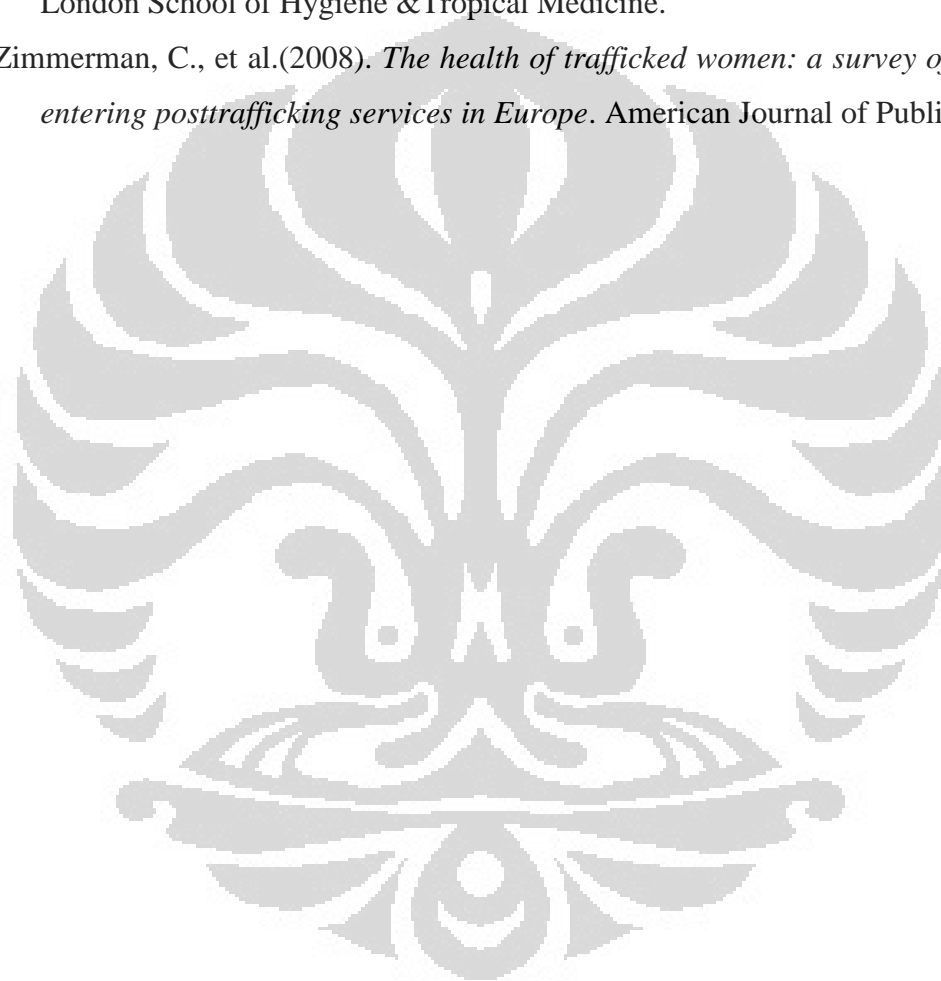 London School of Hygiene &Tropical Medicine.
Zimmerman, C., et al.(2008). The health of trafficked women: a survey of
entering posttrafficking services in Europe. American Journal of Publi